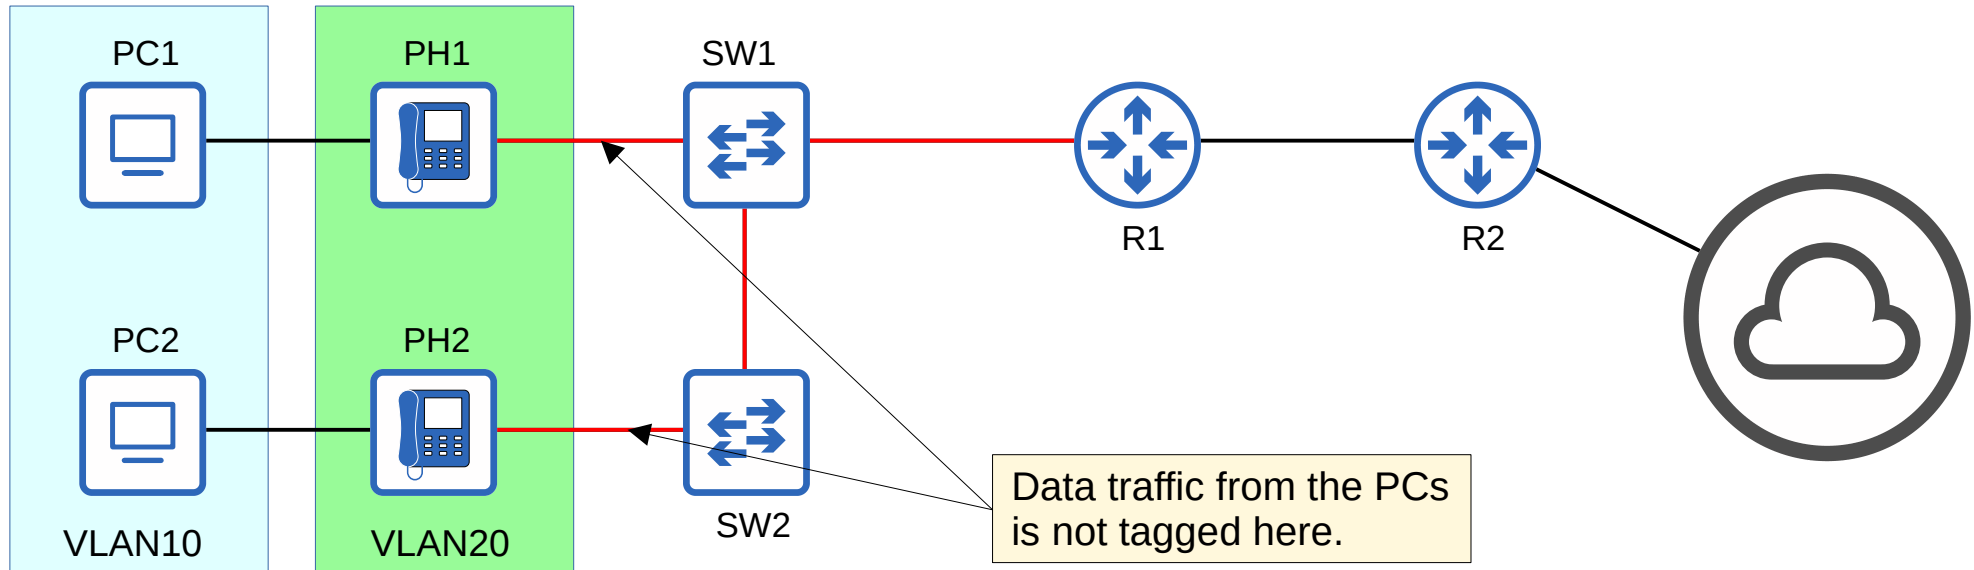 PC1
PH1
SW1
R1
R2
PC2
PH2
SW2
VLAN10
VLAN20
Data traffic from the PCs
is not tagged here.